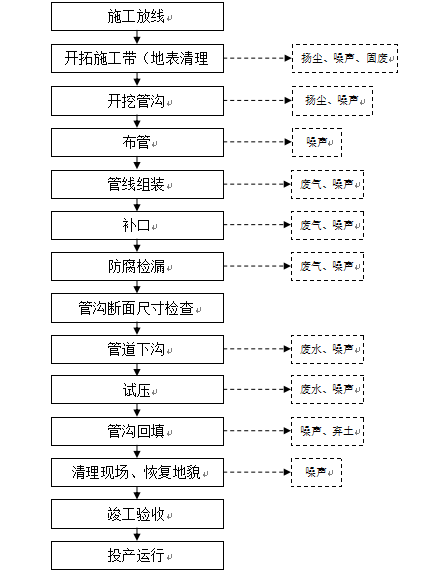 施工放线
开拓施工带（地表清理
扬尘、噪声、固废
开挖管沟
扬尘、噪声
布管
噪声
管线组装
废气、噪声
补口
废气、噪声
防腐检漏
废气、噪声
管沟断面尺寸检查
管道下沟
废水、噪声
试压
废水、噪声
管沟回填
噪声、弃土
清理现场、恢复地貌
噪声
竣工验收
投产运行